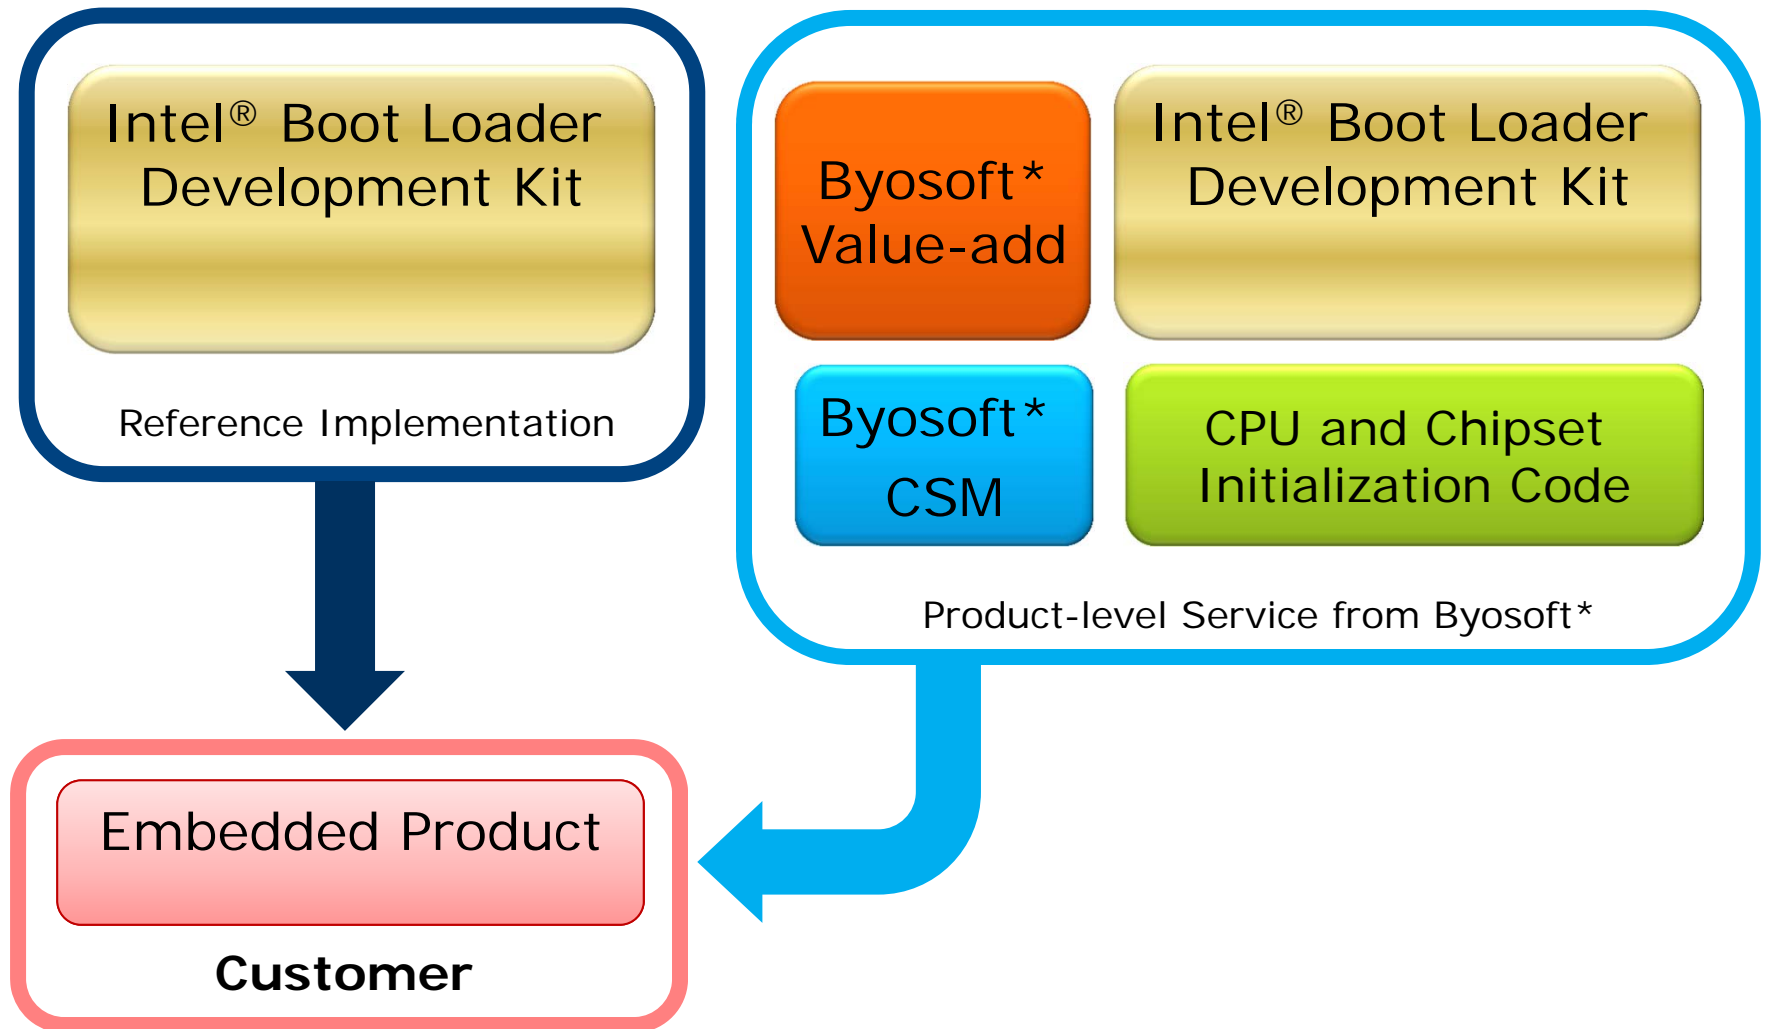 Intel® Boot Loader
Development Kit
Reference Implementation
Byosoft*
Value-add
Intel® Boot Loader
Development Kit
Byosoft*
CSM
CPU and Chipset
Initialization Code
Product-level Service from Byosoft*
Embedded Product
Customer